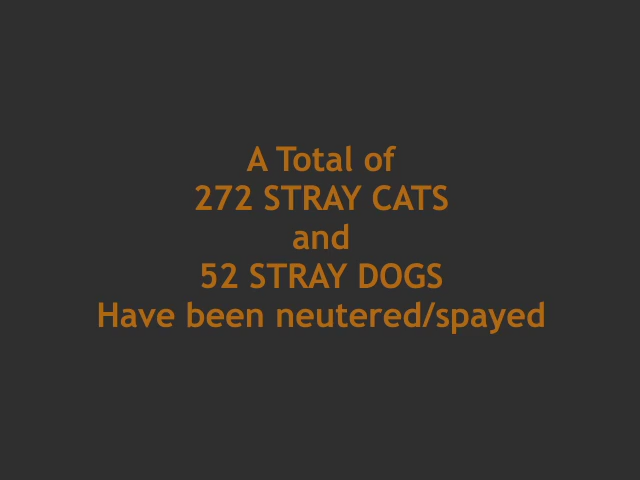 A Total of
272 STRAY CATS
and
52 STRAY DOGS
Have been neutered/spayed